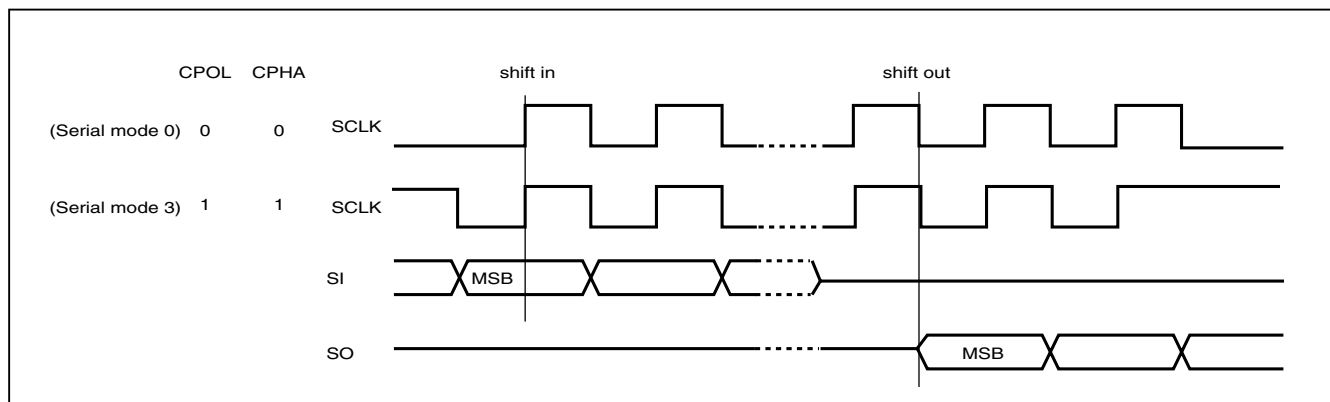 CPOL CPHA shift in shift out
(Serial mode 0) 0 0 SCLK
(Serial mode 3) 1 1 SCLK
SI MSB
SO MSB